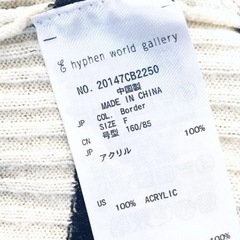 E hyphen world gallery
NO. 20147CB2250
中国製
MADE IN CHINA
JP COL. Border
SIZE F
CN 号型 160/85
JP 100%
アクリル
US 100% ACRYLIC